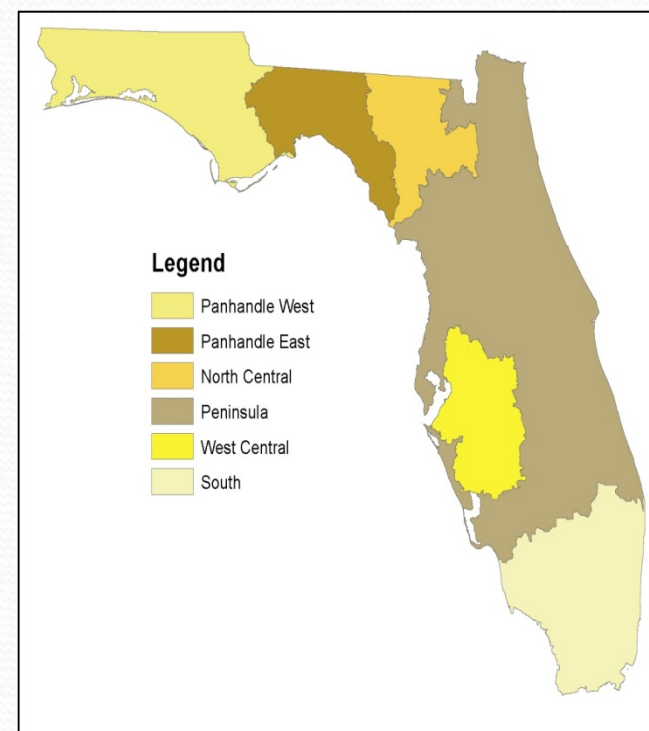 Legend
Panhandle West
Panhandle East
North Central
Peninsula
West Central
South